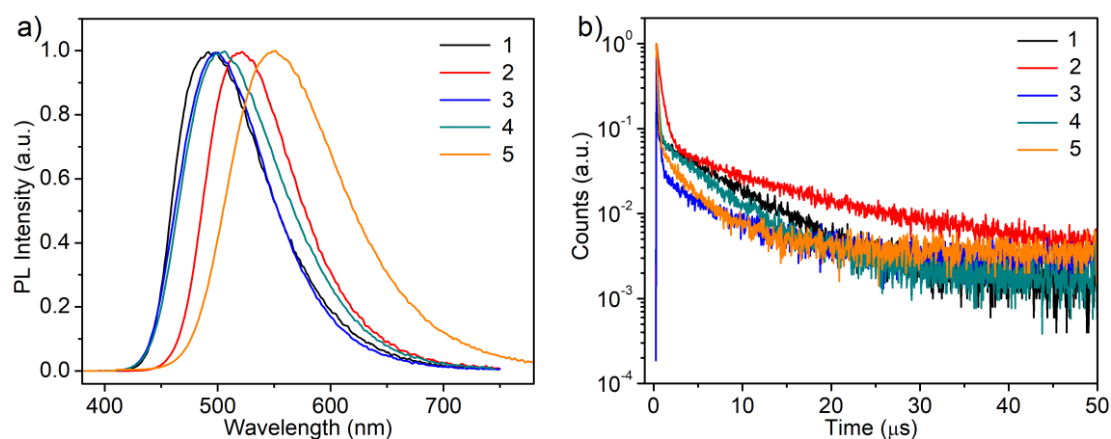 a)
PL Intensity (a.u.)
1.0
0.8
0.6
0.4
0.2
0.0
400 500 600 700
Wavelength (nm)
1
2
3
4
5
b)
Counts (a.u.)
10⁰
10⁻¹
10⁻²
10⁻³
10⁻⁴
0 10 20 30 40 50
Time (μs)
1
2
3
4
5